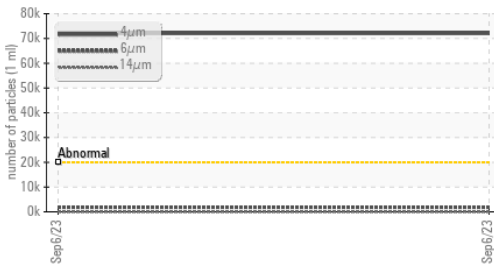 number of particles (1 ml)
80k
70k
60k
50k
40k
30k
20k
10k
0k
4µm
6µm
14µm
Abnormal
Sep6/23
Sep6/23